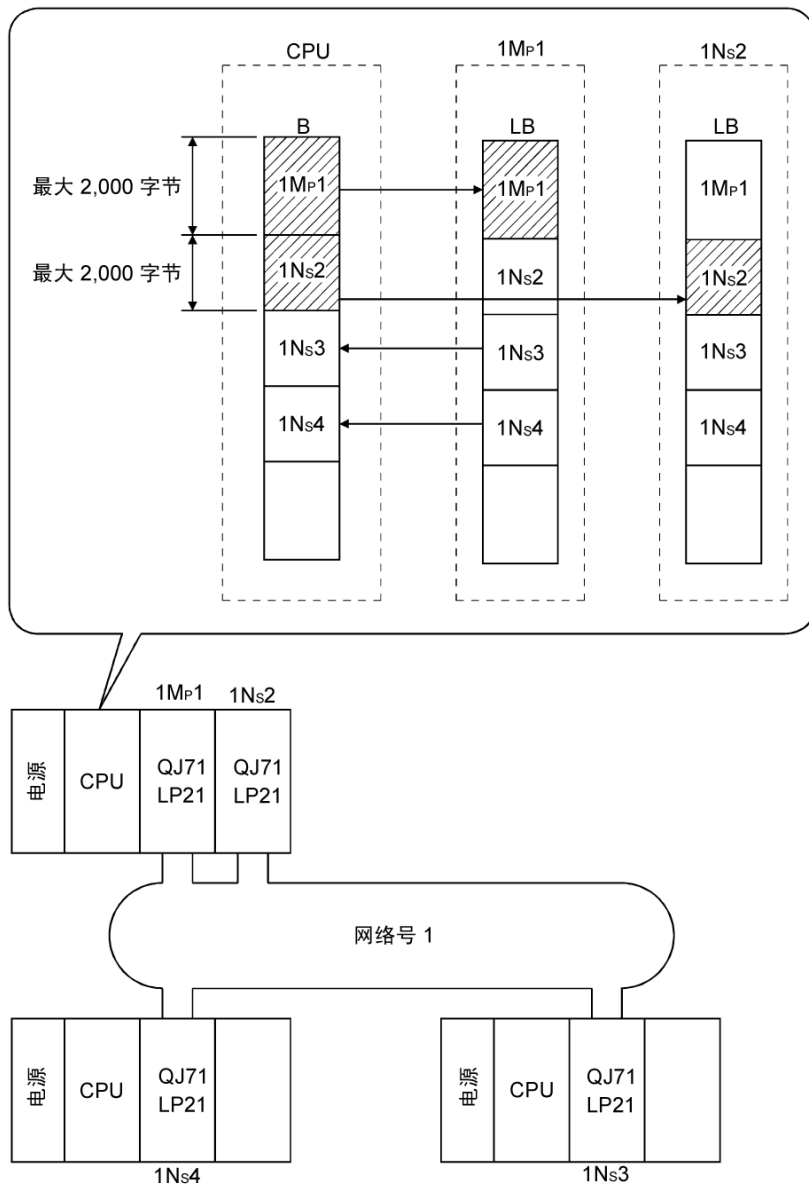 CPU 1MP1 1NS2
B LB LB
最大 2,000 字节 1MP1 1MP1 1MP1
最大 2,000 字节 1NS2 1NS2 1NS2
1NS3 1NS3 1NS3
1NS4 1NS4 1NS4
1MP1 1NS2
电源 CPU QJ71 QJ71
LP21 LP21
网络号 1
电源 CPU QJ71 电源 CPU QJ71
LP21 LP21
1NS4 1NS3